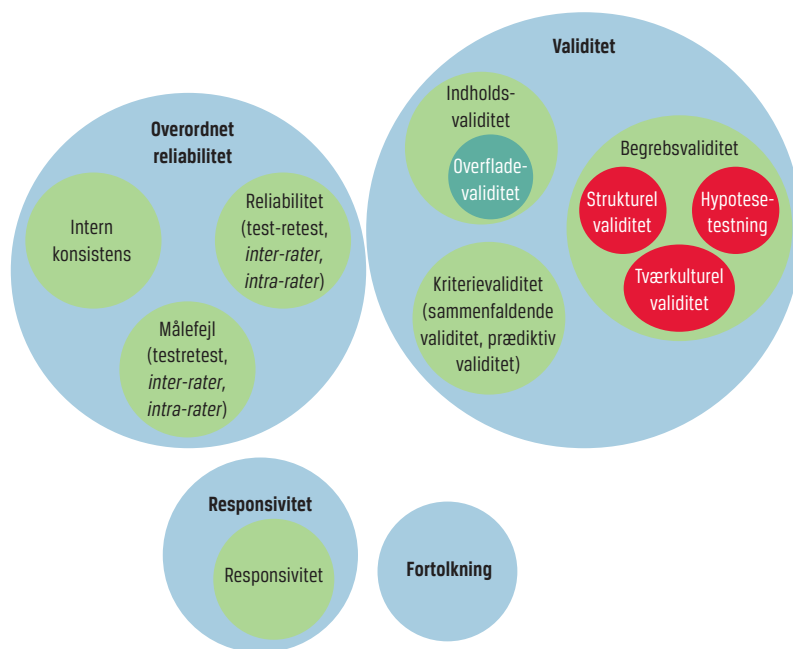 Overordnet
reliabilitet
Intern
konsistens
Reliabilitet
(test-retest,
inter-rater,
intra-rater)
Målefejl
(testretest,
inter-rater,
intra-rater)
Validitet
Indholds-
validitet
Overflade-
validitet
Begrebsvaliditet
Strukturel
validitet
Hypotese-
testning
Tværkulturel
validitet
Kriterievaliditet
(sammenfaldende
validitet, prædiktiv
validitet)
Responsivitet
Responsivitet
Fortolkning